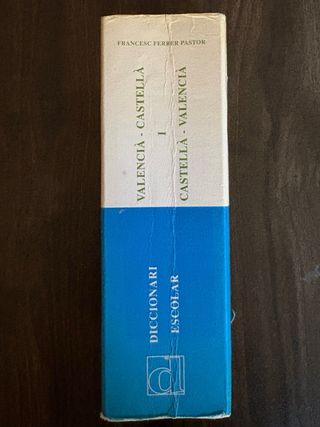 FRANCESC FERRER PASTOR
VALENCIÀ - CASTELLÀ
I
CASTELLÀ - VALENCIÀ
DICCIONARI
ESCOLAR